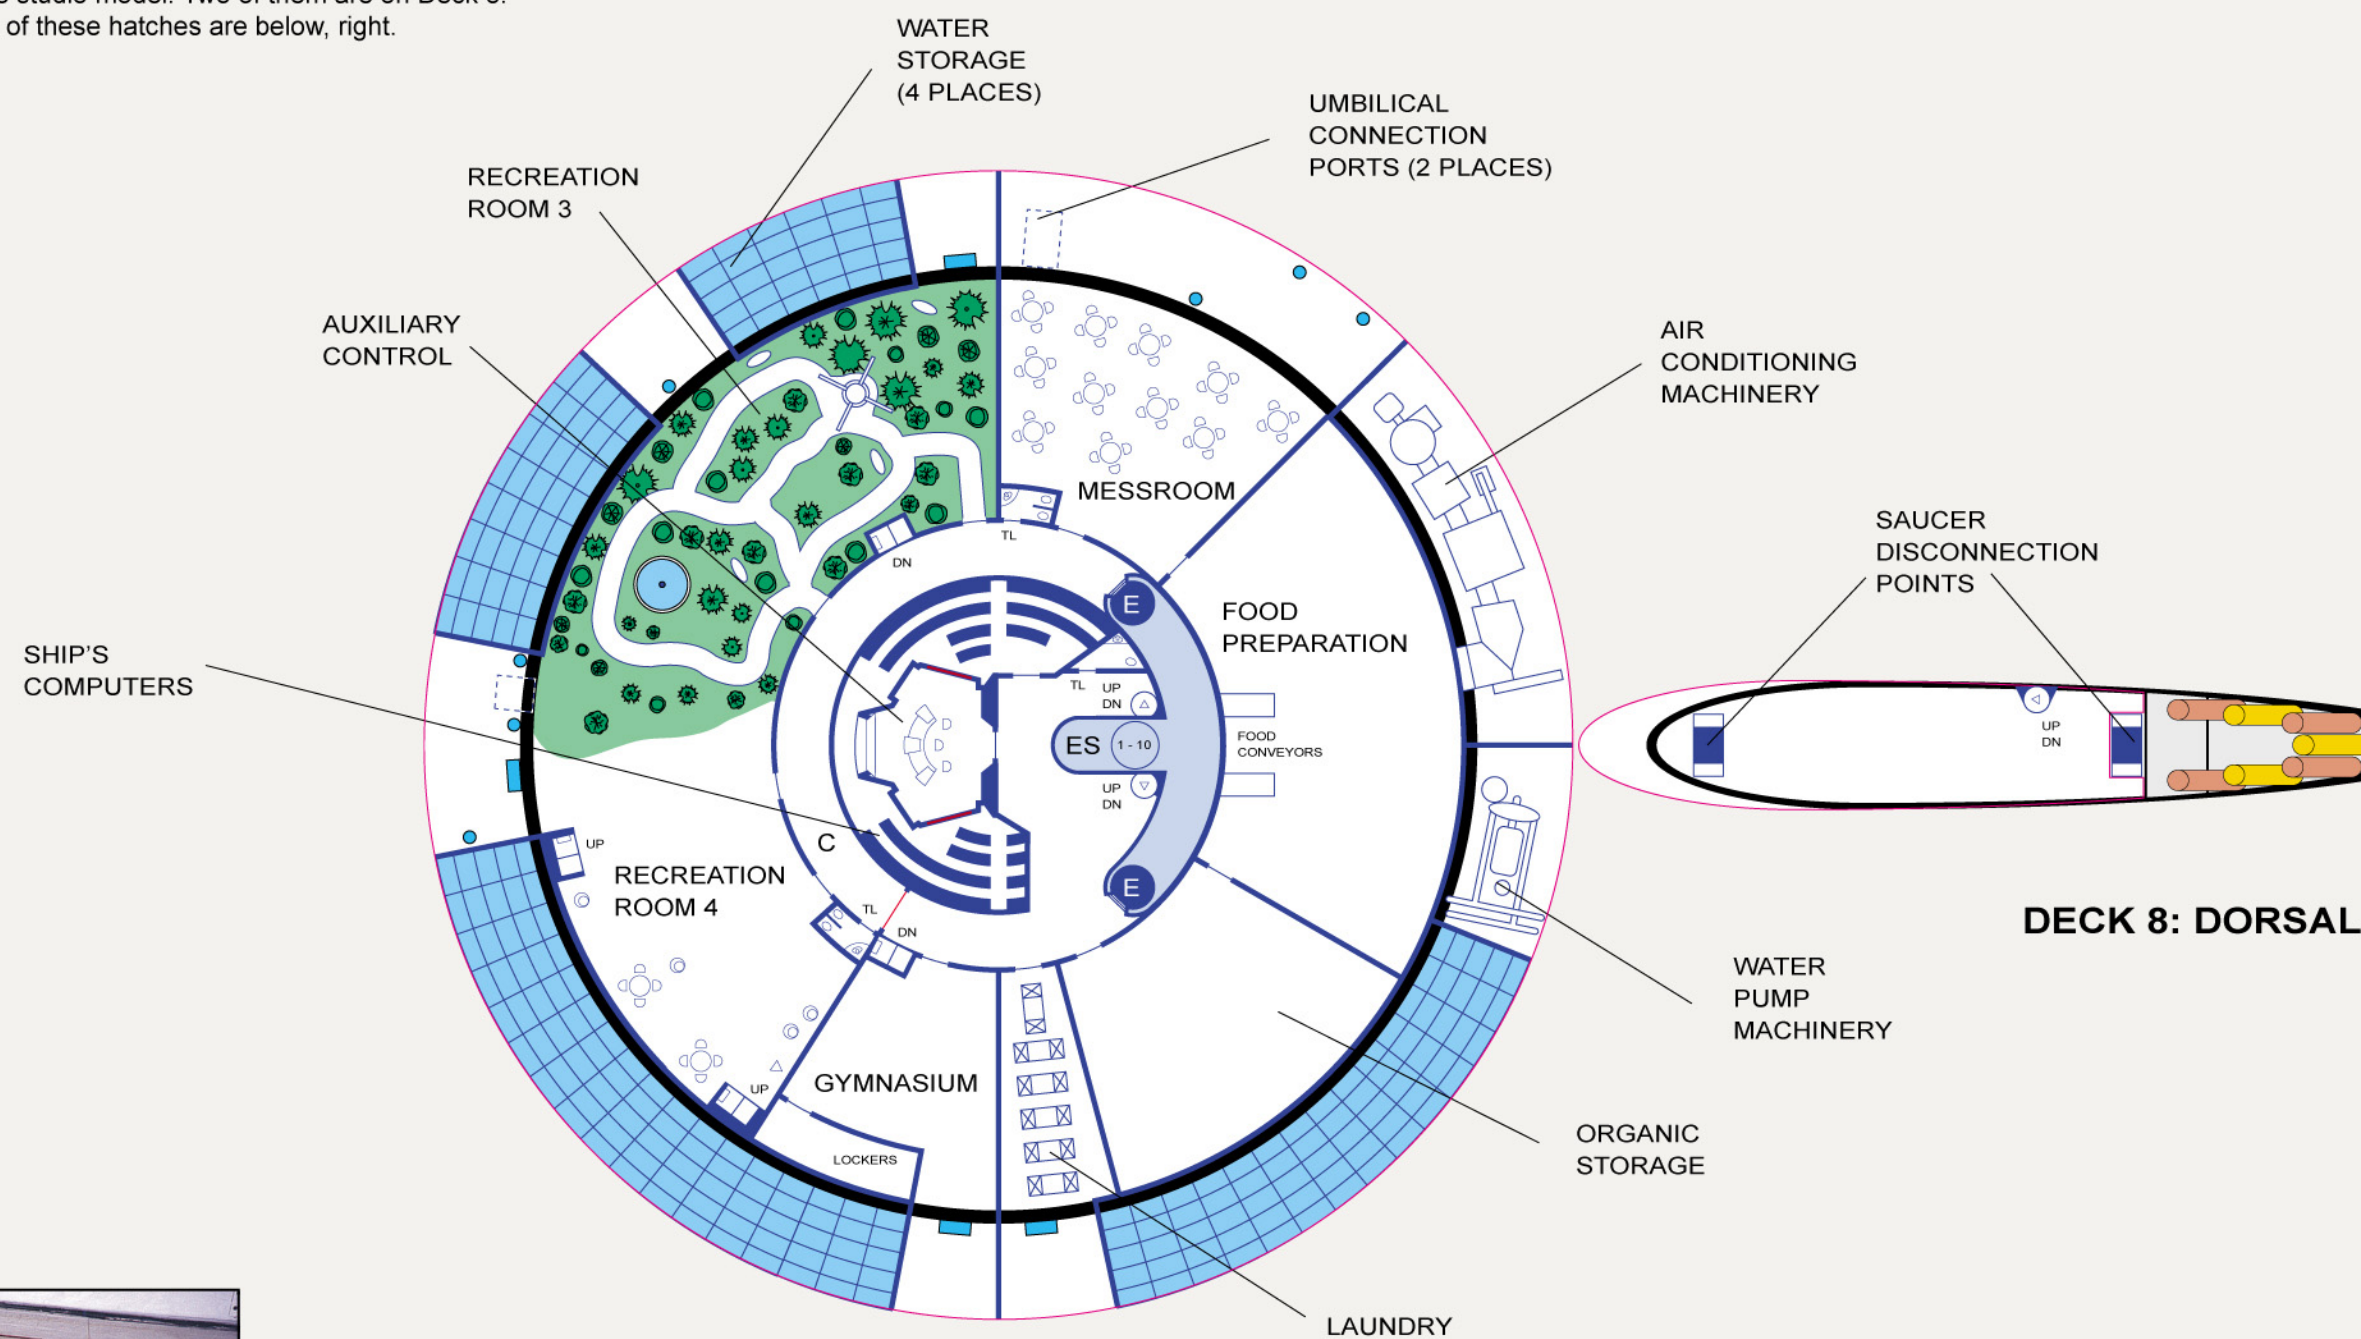 of these hatches are below, right.
WATER
STORAGE
(4 PLACES)
UMBILICAL
CONNECTION
PORTS (2 PLACES)
RECREATION
ROOM 3
AUXILIARY
CONTROL
AIR
CONDITIONING
MACHINERY
MESSROOM
SAUCER
DISCONNECTION
POINTS
TL
DN
E
FOOD
PREPARATION
SHIP'S
COMPUTERS
TL
UP
DN
ES
1 - 10
FOOD
CONVEYORS
UP
DN
UP
DN
C
UP
RECREATION
ROOM 4
E
TL
DN
DECK 8: DORSAL
WATER
PUMP
MACHINERY
GYMNASIUM
UP
ORGANIC
STORAGE
LOCKERS
LAUNDRY